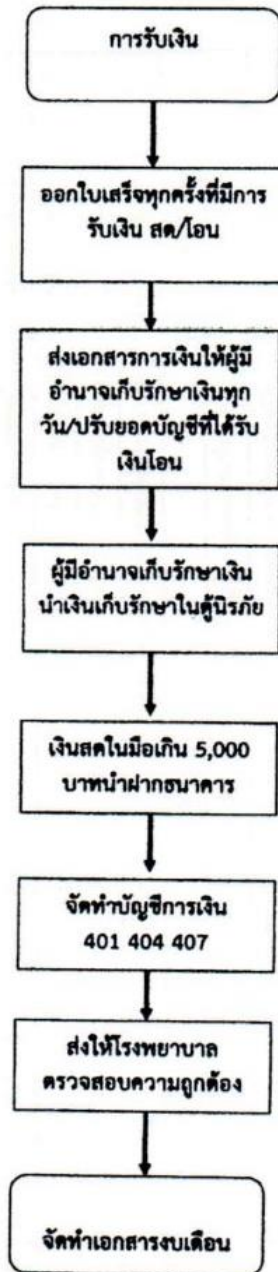 การรับเงิน
ออกใบเสร็จทุกครั้งที่มีการ
รับเงิน สด/โอน
ส่งเอกสารการเงินให้ผู้มี
อำนาจเก็บรักษาเงินทุก
วัน/ปรับยอดบัญชีที่ได้รับ
เงินโอน
ผู้มีอำนาจเก็บรักษาเงิน
นำเงินเก็บรักษาในตู้นิรภัย
เงินสดในมือเกิน 5,000
บาทนำฝากธนาคาร
จัดทำบัญชีการเงิน
401 404 407
ส่งให้โรงพยาบาล
ตรวจสอบความถูกต้อง
จัดทำเอกสารงบเดือน